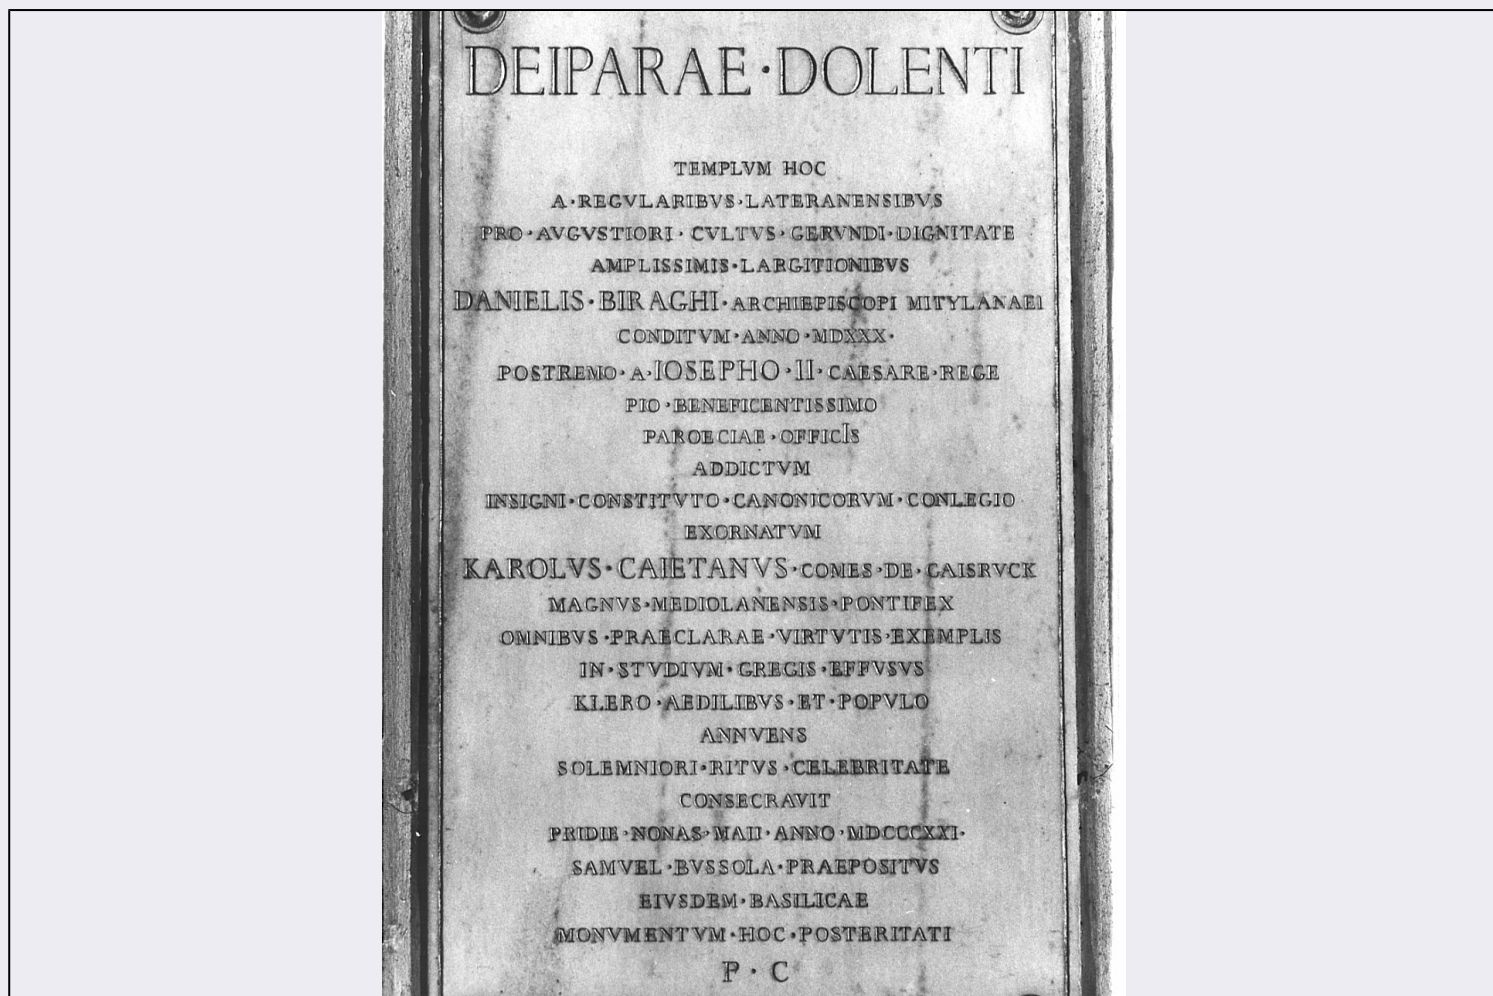 DEIPARAE·DOLENTI
TEMPLVM HOC
A·REGVLARIBVS·LATERANENSIBVS
PRO·AVGVSTIORI·CVLTVS·GERVNDI·DIGNITATE
AMPLISSIMIS·LARGITIONIBVS
DANIELIS·BIRAGHI·ARCHIEPISCOPI MITYLANAEI
CONDITVM·ANNO·MDXXX·
POSTREMO·A·IOSEPHO·II·CAESARE·REGE
PIO·BENEFICENTISSIMO
PAROECIAE·OFFICIS
ADDICTVM
INSIGNI·CONSTITVTO·CANONICORVM·CONLEGIO
EXORNATVM
KAROLVS·CAIETANVS·COMES·DE·GAISRVCK
MAGNVS·MEDIOLANENSIS·PONTIFEX
OMNIBVS·PRAECLARAE·VIRTVTIS·EXEMPLIS
IN·STVDIVM·GREGIS·EFFVSVS
KLERO·AEDILIBVS·ET·POPVLO
ANNVENS
SOLEMNIORI·RITVS·CELEBRITATE
CONSECRAVIT
PRIDIE·NONAS·MAII·ANNO·MDCCCXXI·
SAMVEL·BVSSOLA·PRAEPOSITVS
EIVSDEM·BASILICAE
MONVMENTVM·HOC·POSTERITATI
P·C